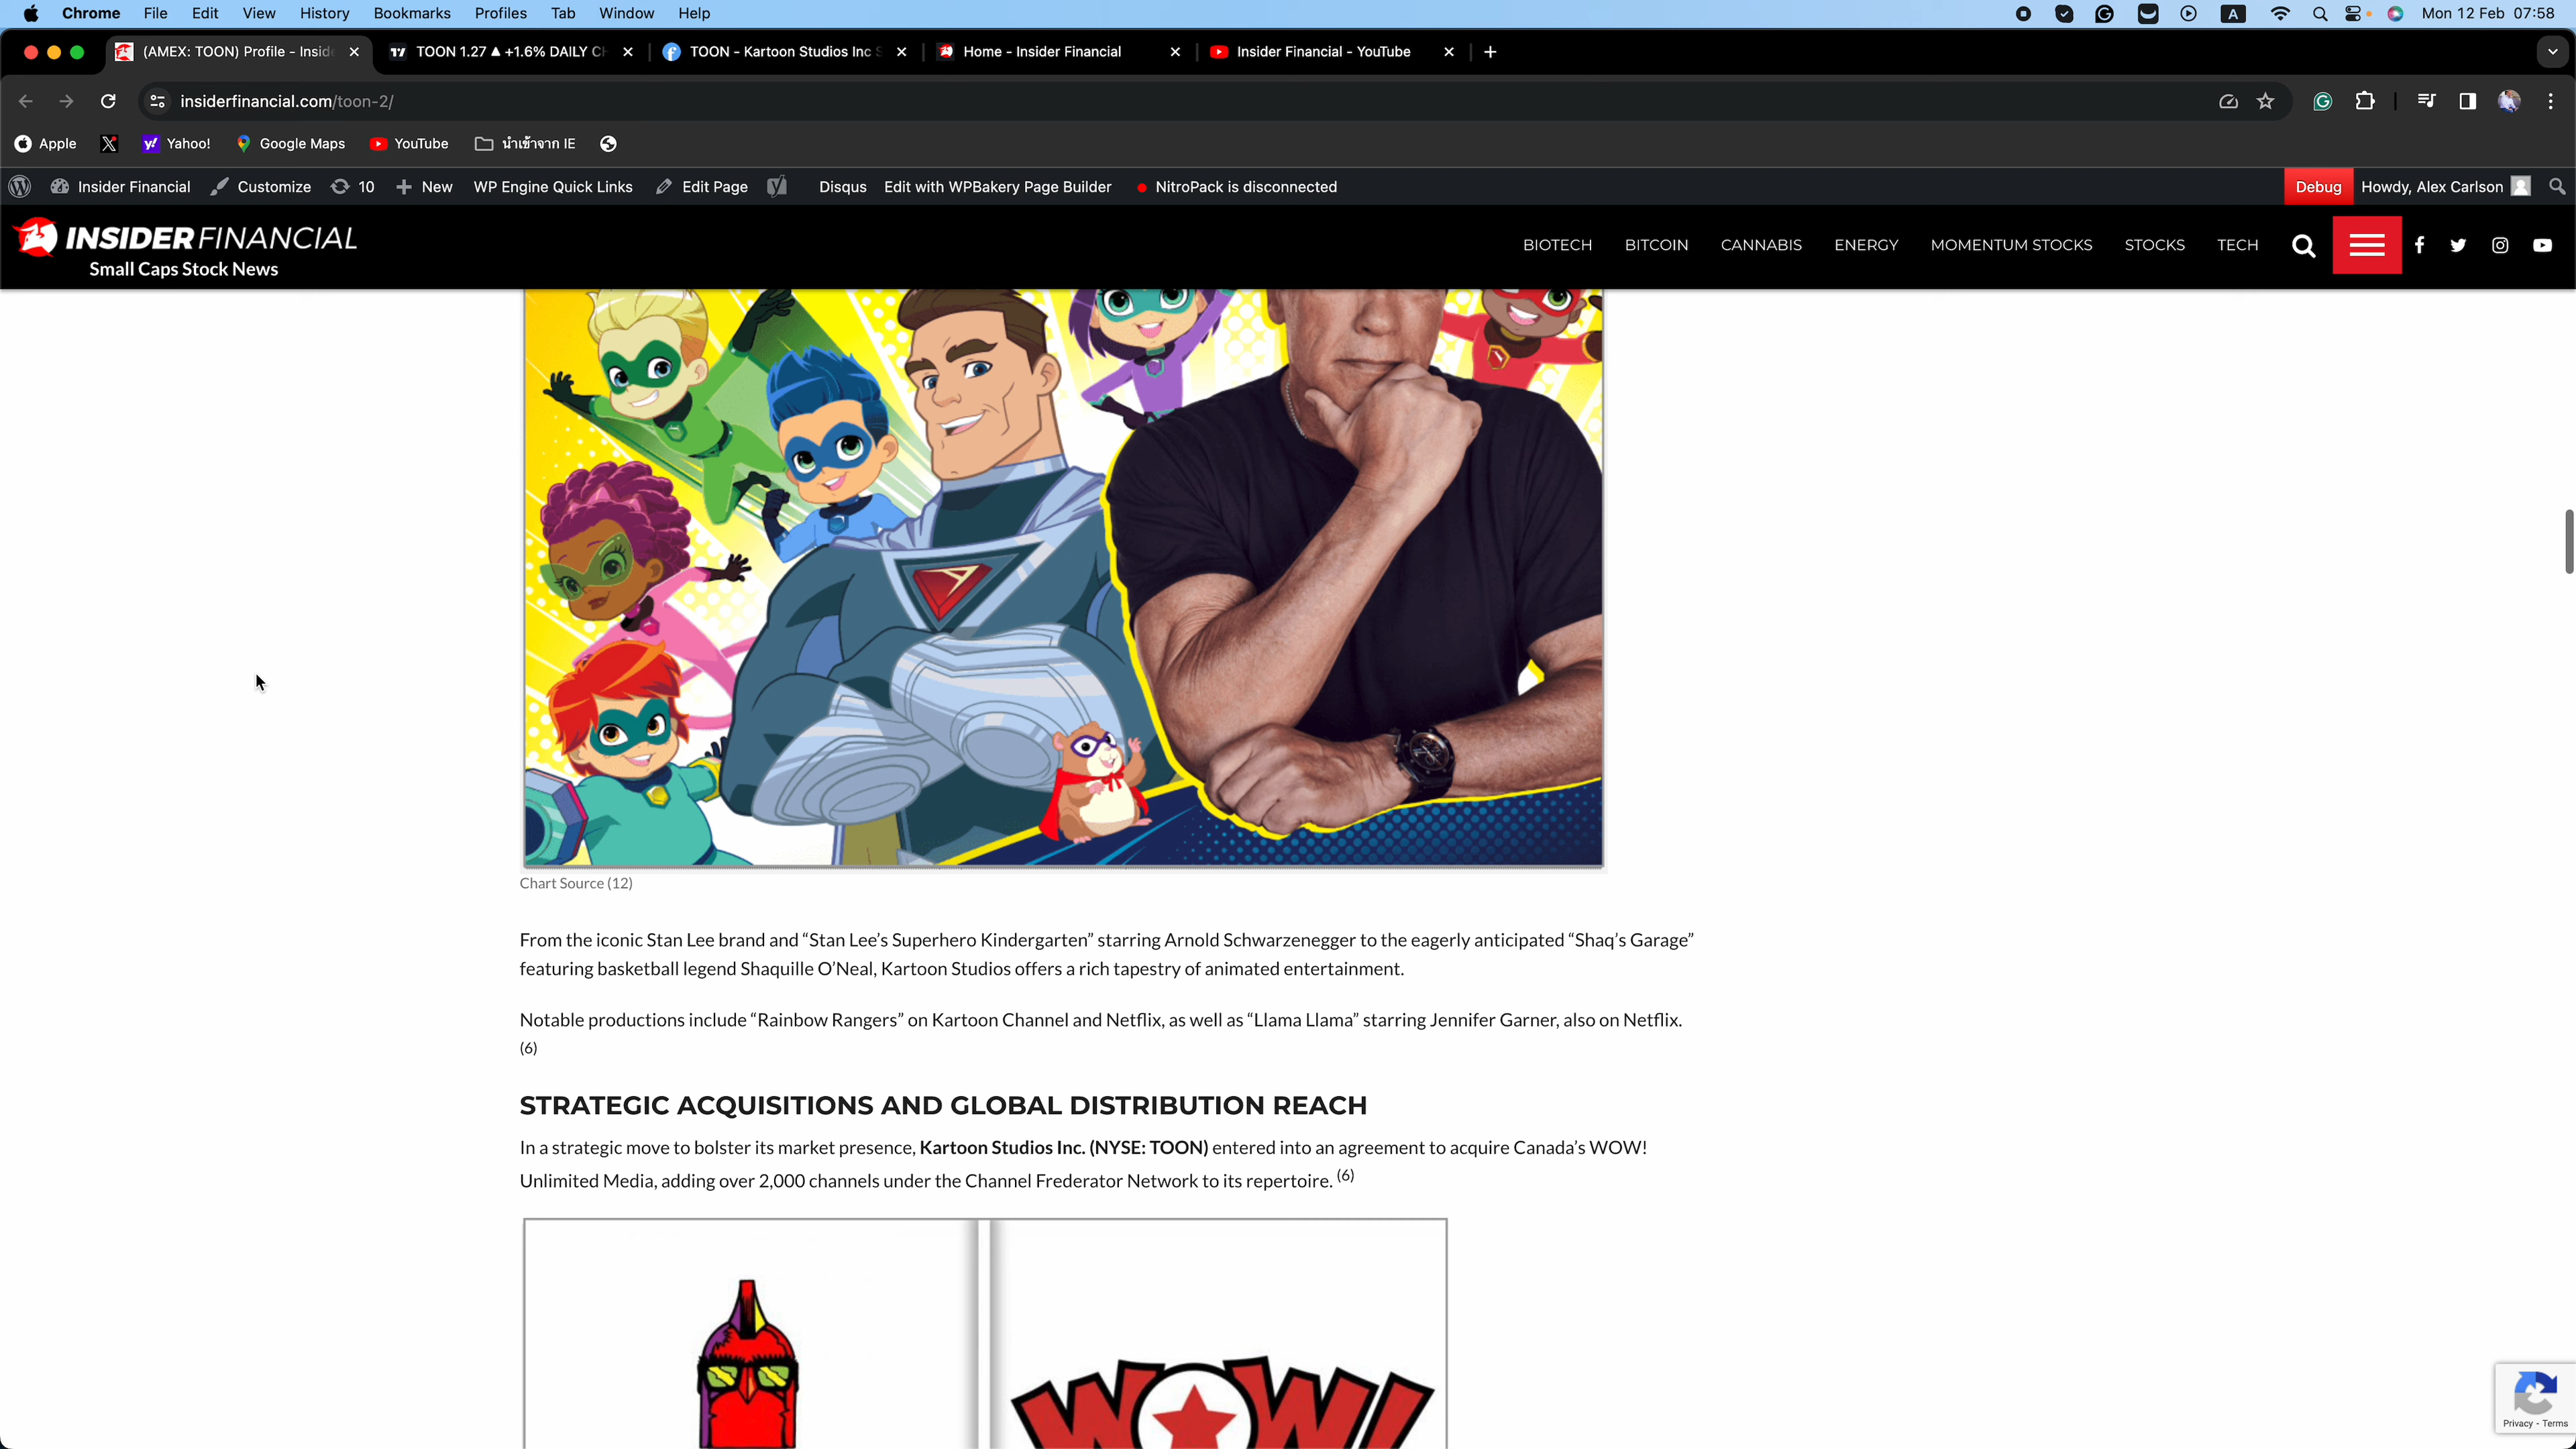 Chrome File Edit View History Bookmarks Profiles Tab Window Help A Mon 12 Feb 07:58
(AMEX: TOON) Profile - Inside TOON 1.27 ▲ +1.6% DAILY CH TOON - Kartoon Studios Inc S Home - Insider Financial Insider Financial - YouTube
insiderfinancial.com/toon-2/
Apple Yahoo! Google Maps YouTube นำเข้าจาก IE
Insider Financial Customize 10 New WP Engine Quick Links Edit Page Disqus Edit with WPBakery Page Builder NitroPack is disconnected Debug Howdy, Alex Carlson
INSIDER FINANCIAL
Small Caps Stock News
BIOTECH BITCOIN CANNABIS ENERGY MOMENTUM STOCKS STOCKS TECH
Chart Source (12)
From the iconic Stan Lee brand and “Stan Lee’s Superhero Kindergarten” starring Arnold Schwarzenegger to the eagerly anticipated “Shaq’s Garage”
featuring basketball legend Shaquille O’Neal, Kartoon Studios offers a rich tapestry of animated entertainment.
Notable productions include “Rainbow Rangers” on Kartoon Channel and Netflix, as well as “Llama Llama” starring Jennifer Garner, also on Netflix.
(6)
STRATEGIC ACQUISITIONS AND GLOBAL DISTRIBUTION REACH
In a strategic move to bolster its market presence, Kartoon Studios Inc. (NYSE: TOON) entered into an agreement to acquire Canada’s WOW!
Unlimited Media, adding over 2,000 channels under the Channel Frederator Network to its repertoire. (6)
WOW!
Privacy - Terms